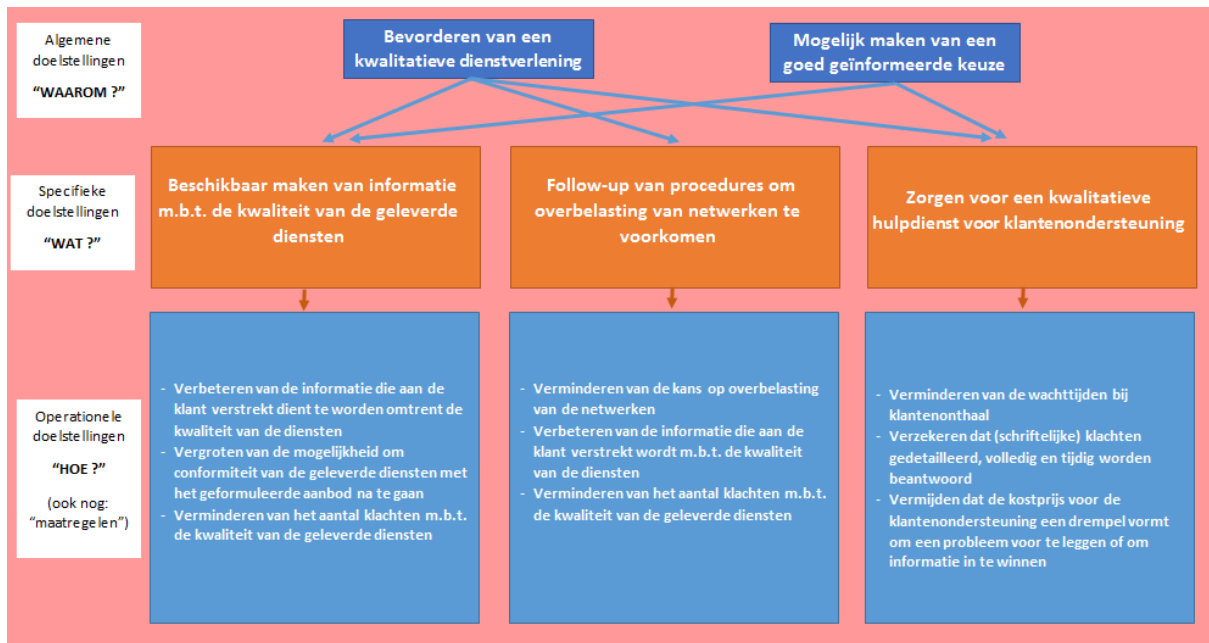 Algemene
doelstellingen
“WAAROM ?”
Bevorderen van een
kwalitatieve dienstverlening
Mogelijk maken van een
goed geïnformeerde keuze
Specifieke
doelstellingen
“WAT ?”
Beschikbaar maken van informatie
m.b.t. de kwaliteit van de geleverde
diensten
Follow-up van procedures om
overbelasting van netwerken te
voorkomen
Zorgen voor een kwalitatieve
hulpdienst voor klantenondersteuning
Operationele
doelstellingen
“HOE ?”
(ook nog:
“maatregelen”)
- Verbeteren van de informatie die aan de
klant verstrekt dient te worden omtrent de
kwaliteit van de diensten
- Vergroten van de mogelijkheid om
conformiteit van de geleverde diensten met
het geformuleerde aanbod na te gaan
- Verminderen van het aantal klachten m.b.t.
de kwaliteit van de geleverde diensten
- Verminderen van de kans op overbelasting
van de netwerken
- Verbeteren van de informatie die aan de
klant verstrekt wordt m.b.t. de kwaliteit
van de diensten
- Verminderen van het aantal klachten m.b.t.
de kwaliteit van de geleverde diensten
- Verminderen van de wachttijden bij
klantenonthaal
- Verzekeren dat (schriftelijke) klachten
gedetailleerd, volledig en tijdig worden
beantwoord
- Vermijden dat de kostprijs voor de
klantenondersteuning een drempel vormt
om een probleem voor te leggen of om
informatie in te winnen